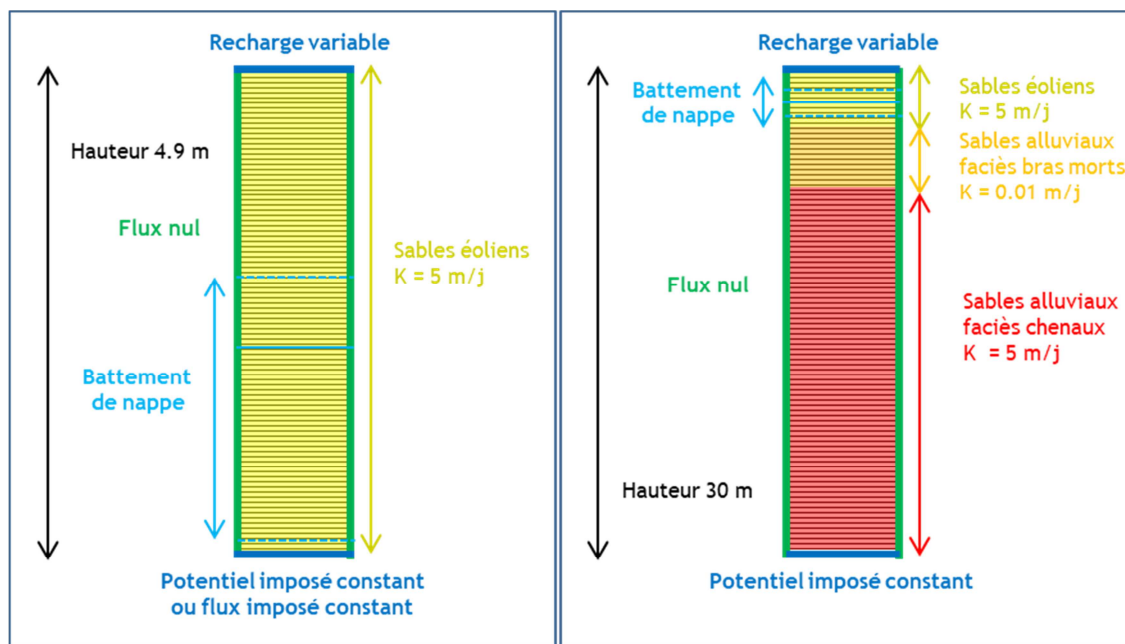 Recharge variable
Hauteur 4.9 m
Flux nul
Sables éoliens
K = 5 m/j
Battement
de nappe
Potentiel imposé constant
ou flux imposé constant
Recharge variable
Battement
de nappe
Sables éoliens
K = 5 m/j
Sables alluviaux
faciès bras morts
K = 0.01 m/j
Flux nul
Sables alluviaux
faciès chenaux
K = 5 m/j
Hauteur 30 m
Potentiel imposé constant